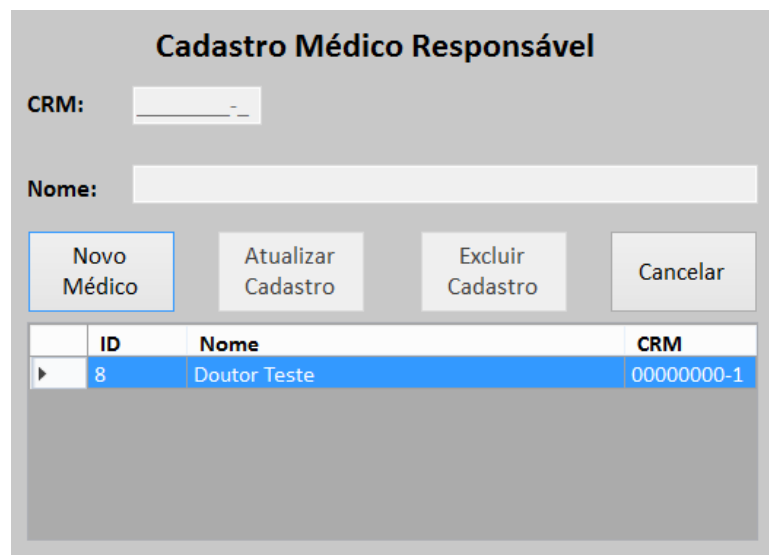 Cadastro Médico Responsável
CRM: ________-_
Nome:
Novo
Médico
Atualizar
Cadastro
Excluir
Cadastro
Cancelar
ID Nome CRM
8 Doutor Teste 00000000-1